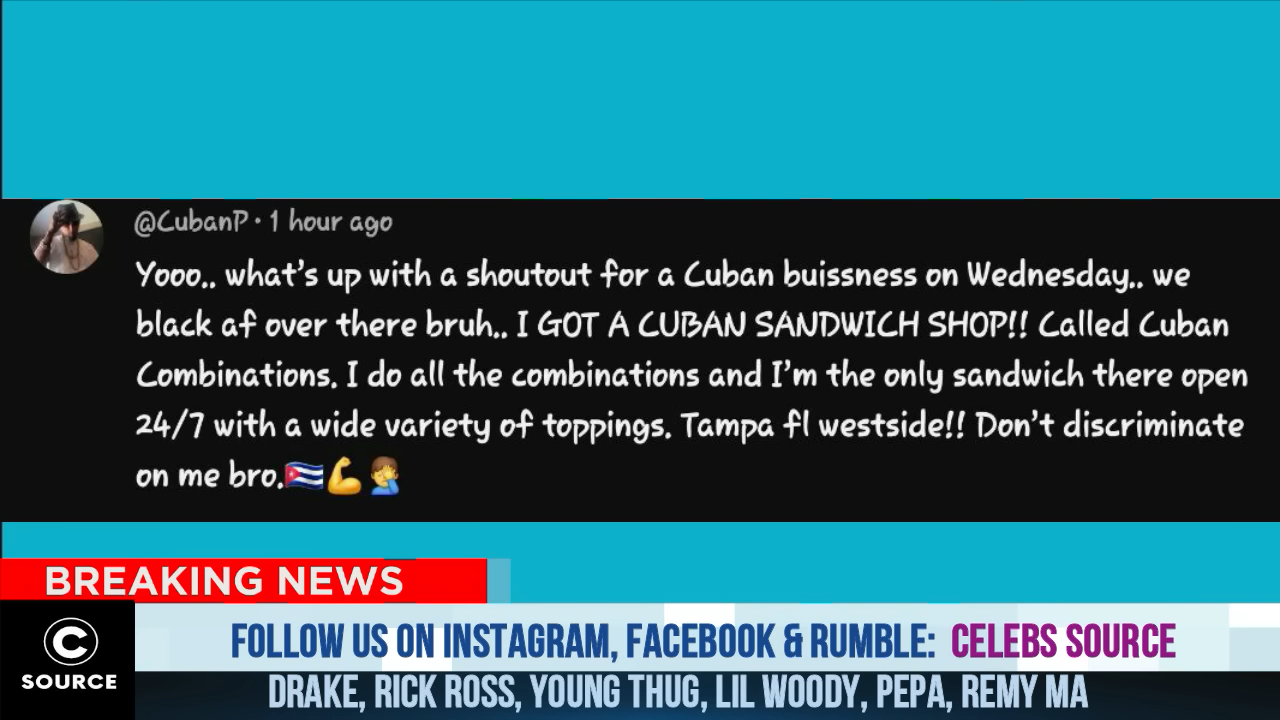 @CubanP · 1 hour ago
Yooo.. what's up with a shoutout for a Cuban buissness on Wednesday.. we
black af over there bruh.. I GOT A CUBAN SANDWICH SHOP!! Called Cuban
Combinations. I do all the combinations and I'm the only sandwich there open
24/7 with a wide variety of toppings. Tampa fl westside!! Don't discriminate
on me bro.🇨🇺💪🤦‍♂️
BREAKING NEWS
C
SOURCE
FOLLOW US ON INSTAGRAM, FACEBOOK & RUMBLE: CELEBS SOURCE
DRAKE, RICK ROSS, YOUNG THUG, LIL WOODY, PEPA, REMY MA